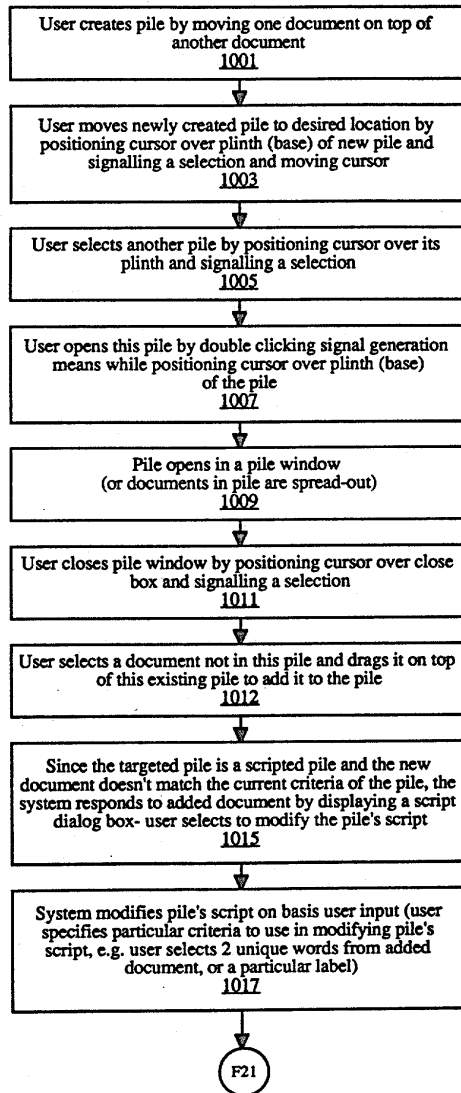 User creates pile by moving one document on top of
another document
1001
User moves newly created pile to desired location by
positioning cursor over plinth (base) of new pile and
signalling a selection and moving cursor
1003
User selects another pile by positioning cursor over its
plinth and signalling a selection
1005
User opens this pile by double clicking signal generation
means while positioning cursor over plinth (base)
of the pile
1007
Pile opens in a pile window
(or documents in pile are spread-out)
1009
User closes pile window by positioning cursor over close
box and signalling a selection
1011
User selects a document not in this pile and drags it on top
of this existing pile to add it to the pile
1012
Since the targeted pile is a scripted pile and the new
document doesn't match the current criteria of the pile, the
system responds to added document by displaying a script
dialog box- user selects to modify the pile's script
1015
System modifies pile's script on basis user input (user
specifies particular criteria to use in modifying pile's
script, e.g. user selects 2 unique words from added
document, or a particular label)
1017
F21